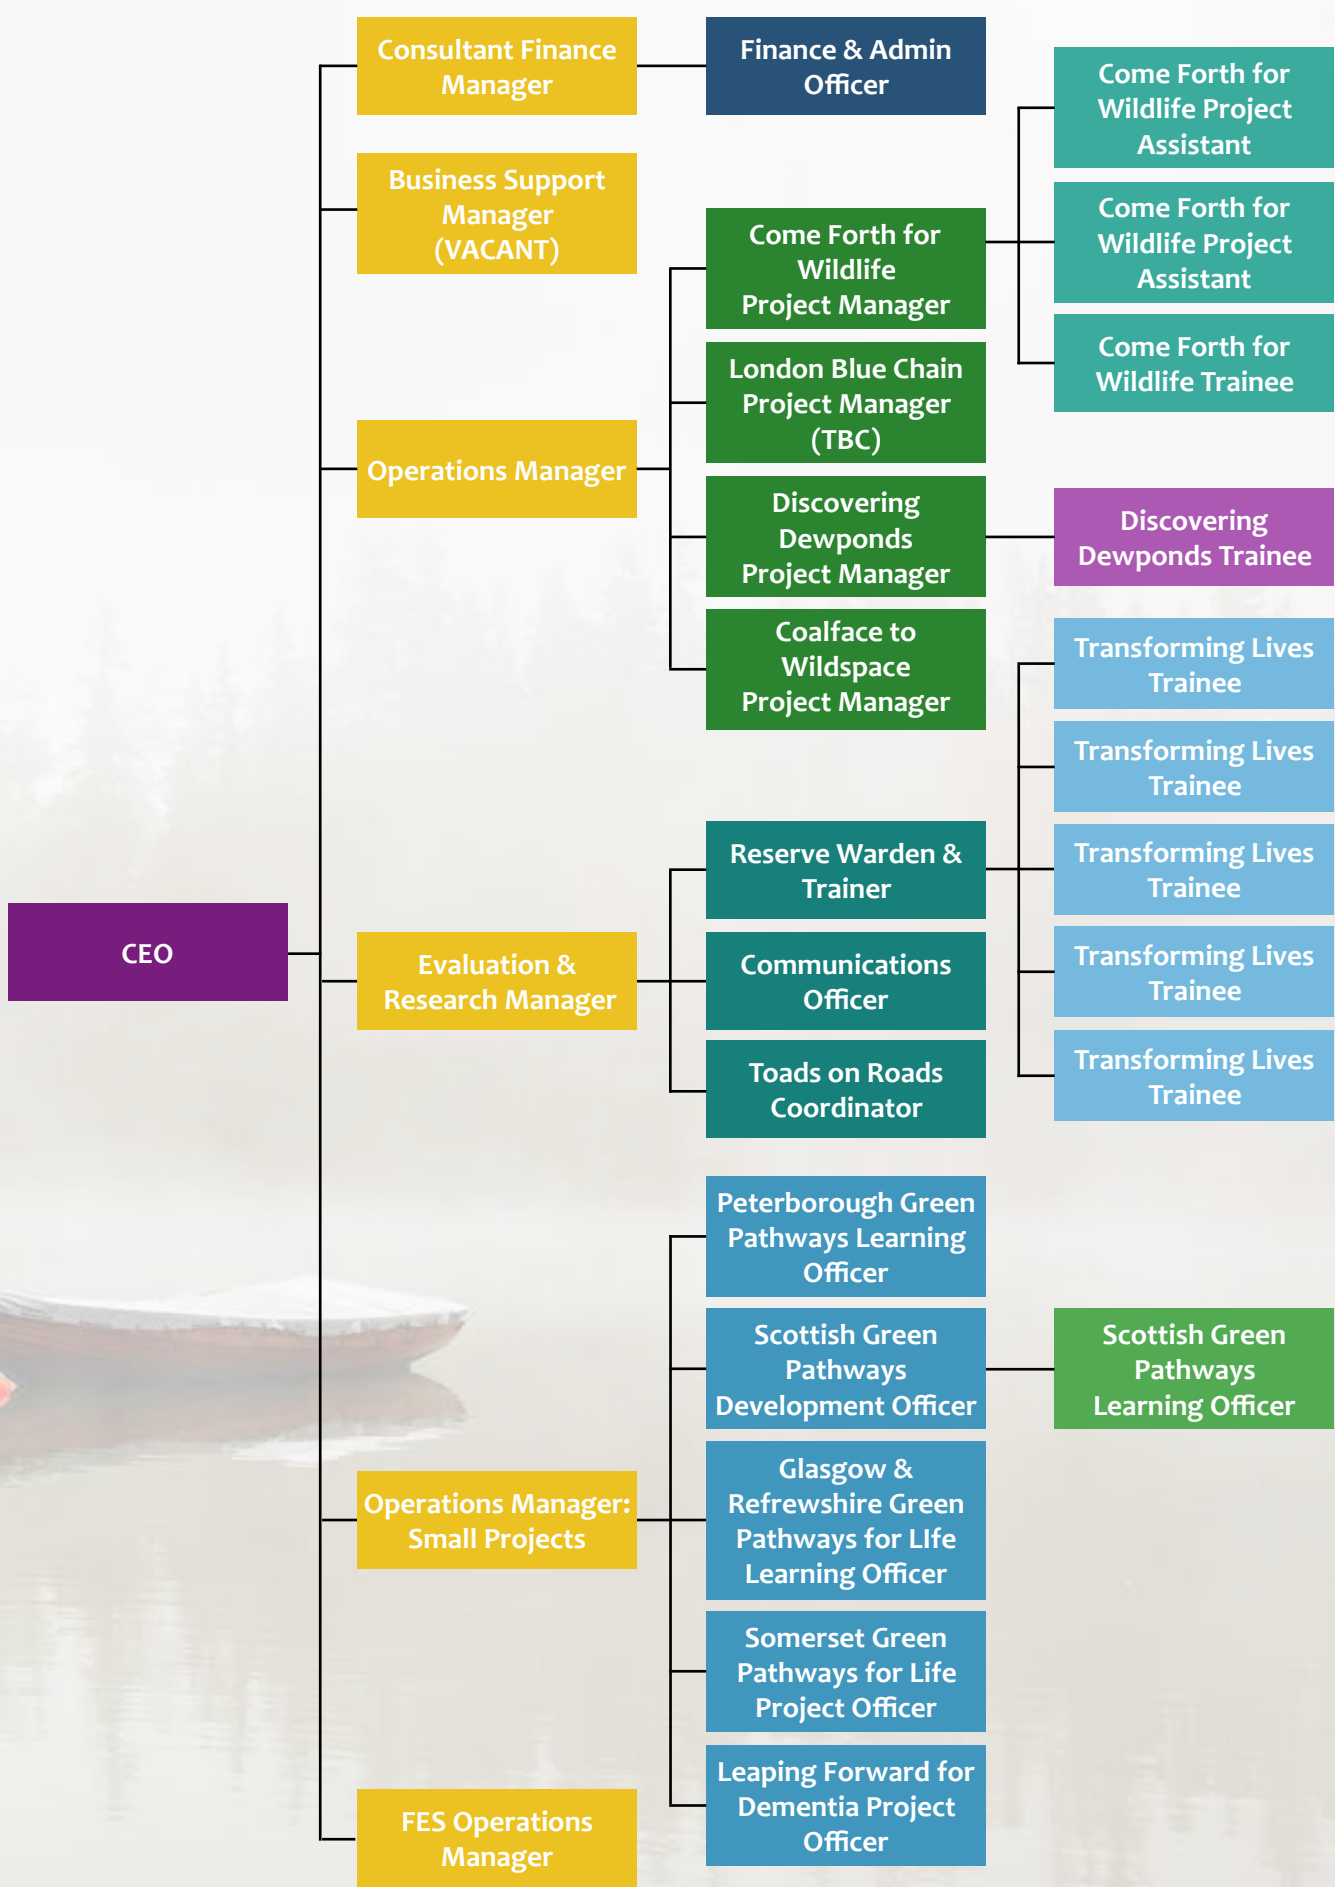 Consultant Finance
Manager
Finance & Admin
Officer
Come Forth for
Wildlife Project
Assistant
Business Support
Manager
(VACANT)
Come Forth for
Wildlife
Project Manager
Come Forth for
Wildlife Project
Assistant
Come Forth for
Wildlife Trainee
London Blue Chain
Project Manager
(TBC)
Operations Manager
Discovering
Dewponds
Project Manager
Discovering
Dewponds Trainee
Coalface to
Wildspace
Project Manager
Transforming Lives
Trainee
Transforming Lives
Trainee
Reserve Warden &
Trainer
Transforming Lives
Trainee
CEO
Evaluation &
Research Manager
Communications
Officer
Transforming Lives
Trainee
Toads on Roads
Coordinator
Transforming Lives
Trainee
Peterborough Green
Pathways Learning
Officer
Scottish Green
Pathways
Development Officer
Scottish Green
Pathways
Learning Officer
Operations Manager:
Small Projects
Glasgow &
Refrewshire Green
Pathways for LIfe
Learning Officer
Somerset Green
Pathways for Life
Project Officer
Leaping Forward for
Dementia Project
Officer
FES Operations
Manager